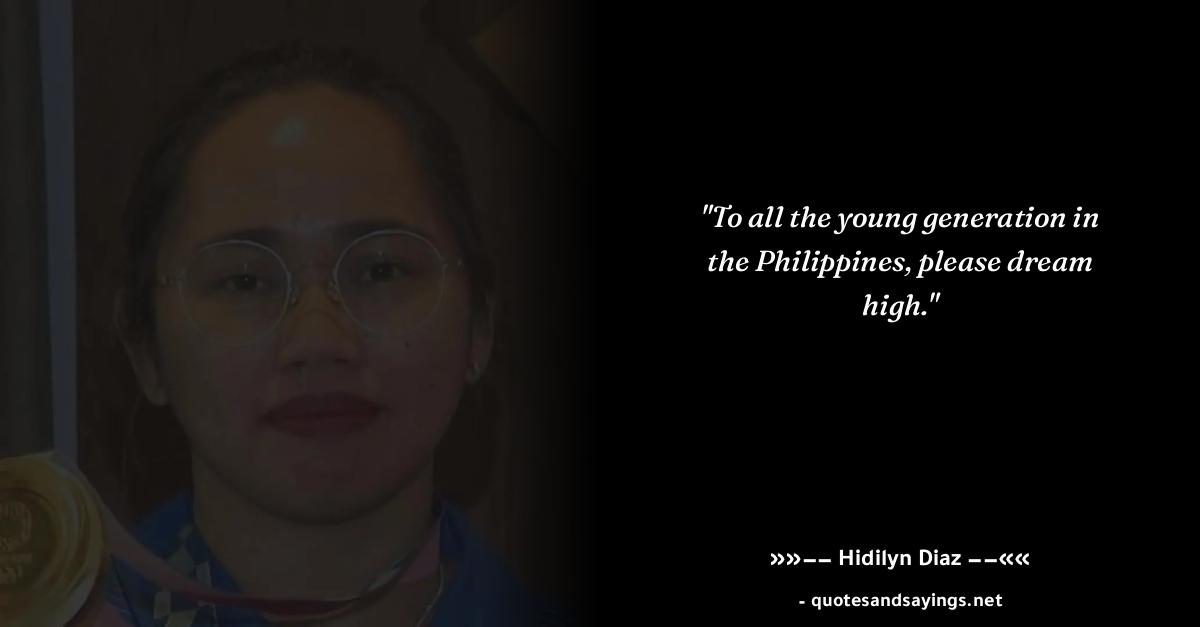 "To all the young generation in
the Philippines, please dream
high."
»»−− Hidilyn Diaz −−««
- quotesandsayings.net